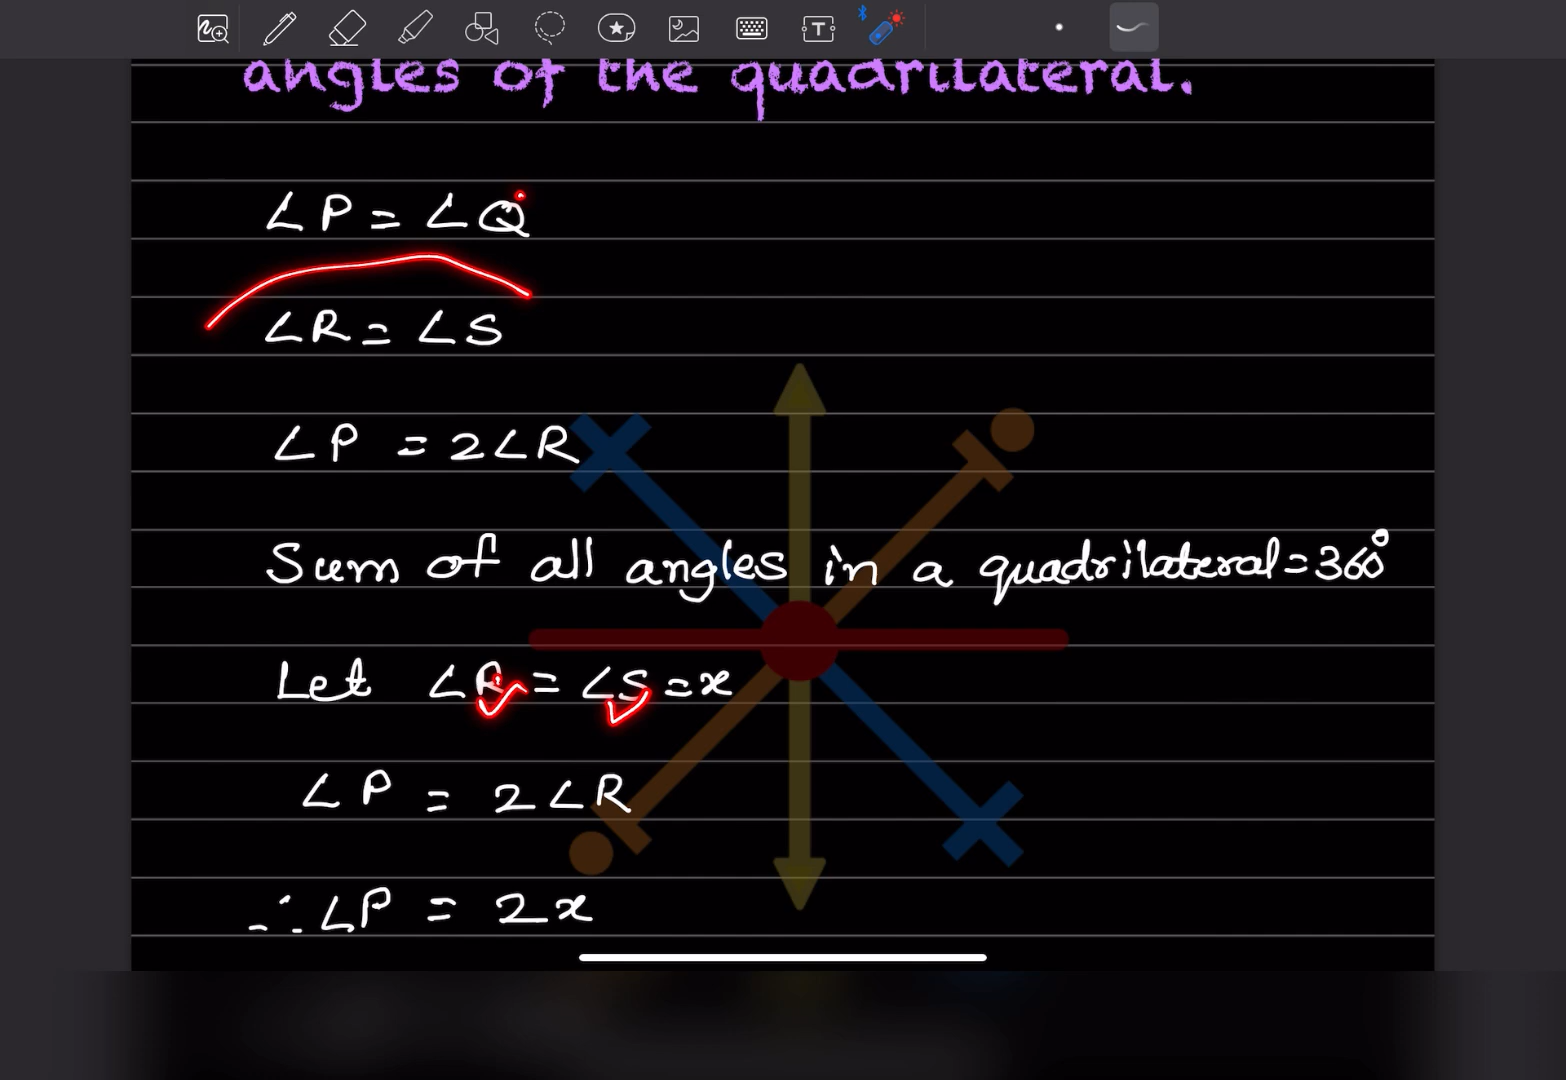 angles of the quadrilateral.
∠P = ∠Q
∠R = ∠S
∠P = 2∠R
Sum of all angles in a quadrilateral = 360°
Let ∠R = ∠S = x
∠P = 2∠R
∴ ∠P = 2x